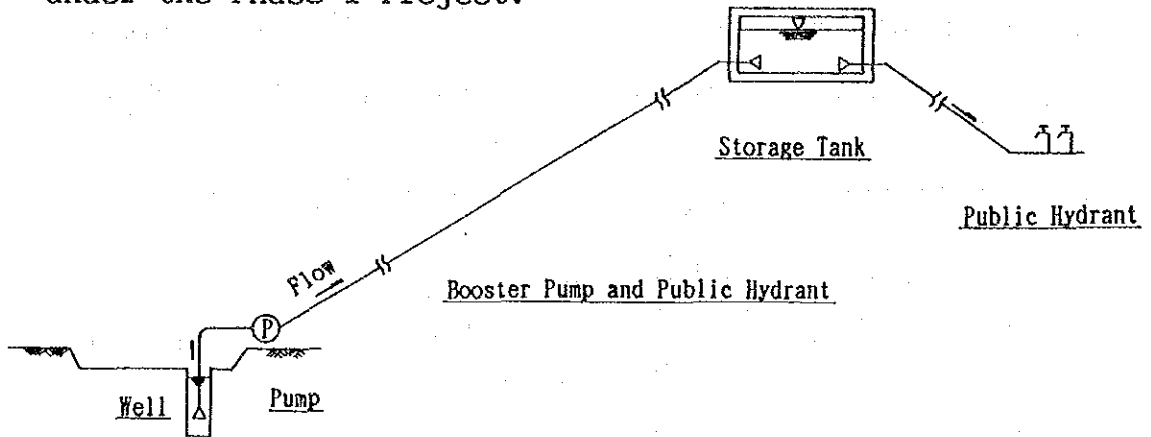 under the Phase I Project.
Storage Tank
Public Hydrant
Flow
Booster Pump and Public Hydrant
P
Well
Pump